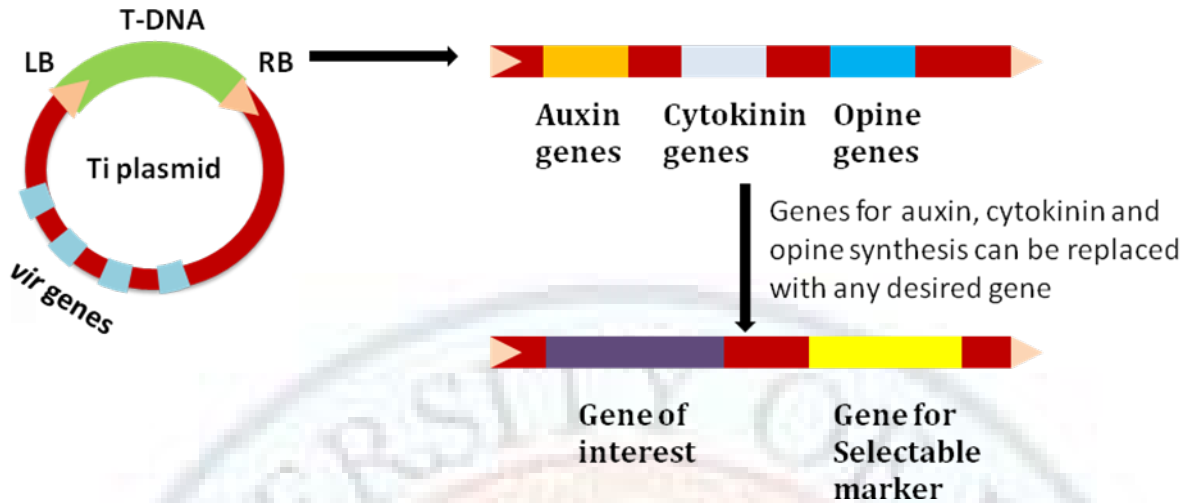 T-DNA
LB
RB
Ti plasmid
vir genes
Auxin
genes
Cytokinin
genes
Opine
genes
Genes for auxin, cytokinin and
opine synthesis can be replaced
with any desired gene
Gene of
interest
Gene for
Selectable
marker